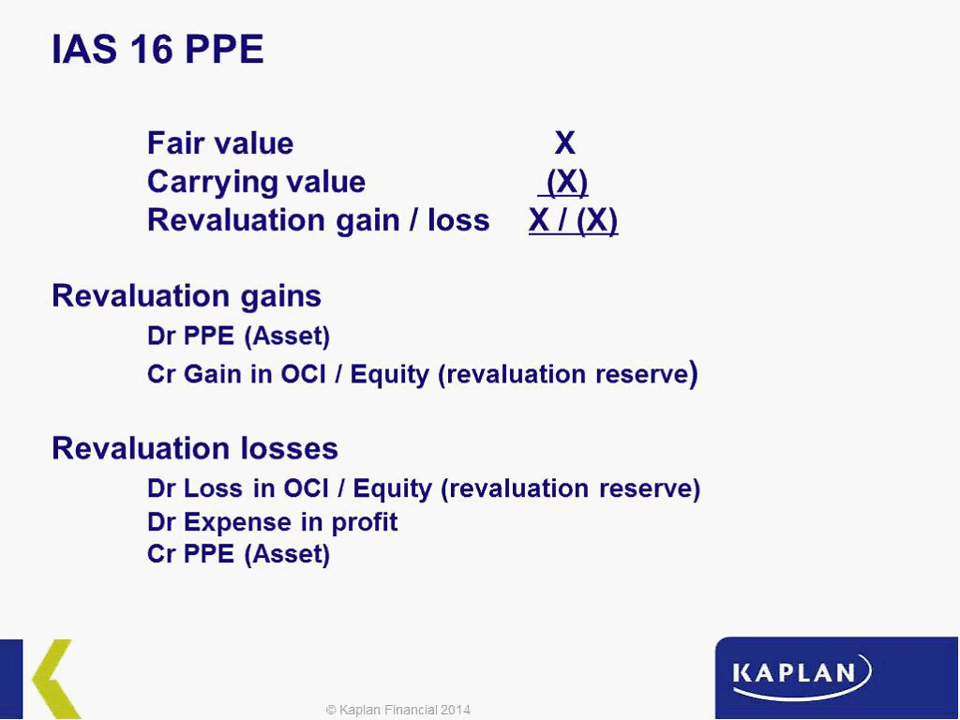 IAS 16 PPE
Fair value X
Carrying value (X)
Revaluation gain / loss X / (X)
Revaluation gains
Dr PPE (Asset)
Cr Gain in OCI / Equity (revaluation reserve)
Revaluation losses
Dr Loss in OCI / Equity (revaluation reserve)
Dr Expense in profit
Cr PPE (Asset)
© Kaplan Financial 2014
KAPLAN